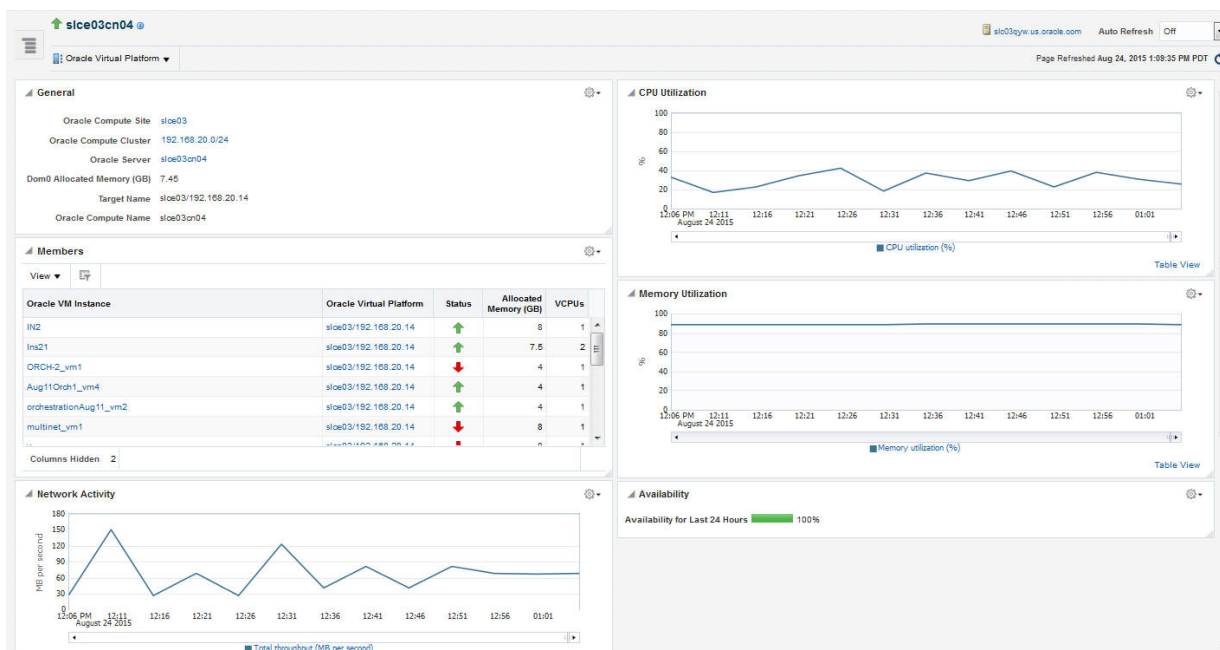 slce03cn04
slc03qyw.us.oracle.com Auto Refresh Off
Oracle Virtual Platform
Page Refreshed Aug 24, 2015 1:09:35 PM PDT
General
Oracle Compute Site slce03
Oracle Compute Cluster 192.168.20.0/24
Oracle Server slce03cn04
Dom0 Allocated Memory (GB) 7.45
Target Name slce03/192.168.20.14
Oracle Compute Name slce03cn04
Members
View
Oracle VM Instance Oracle Virtual Platform Status Allocated Memory (GB) VCPUs
IN2 slce03/192.168.20.14 8 1
Ins21 slce03/192.168.20.14 7.5 2
ORCH-2_vm1 slce03/192.168.20.14 4 1
Aug11Orch1_vm4 slce03/192.168.20.14 4 1
orchestrationAug11_vm2 slce03/192.168.20.14 4 1
multinet_vm1 slce03/192.168.20.14 8 1
Columns Hidden 2
Network Activity
MB per second
180
150
120
90
60
30
0
12:06 PM 12:11 12:16 12:21 12:26 12:31 12:36 12:41 12:46 12:51 12:56 01:01
August 24 2015
Total throughput (MB per second)
CPU Utilization
%
100
80
60
40
20
0
12:06 PM 12:11 12:16 12:21 12:26 12:31 12:36 12:41 12:46 12:51 12:56 01:01
August 24 2015
CPU utilization (%)
Table View
Memory Utilization
%
100
80
60
40
20
0
12:06 PM 12:11 12:16 12:21 12:26 12:31 12:36 12:41 12:46 12:51 12:56 01:01
August 24 2015
Memory utilization (%)
Table View
Availability
Availability for Last 24 Hours 100%